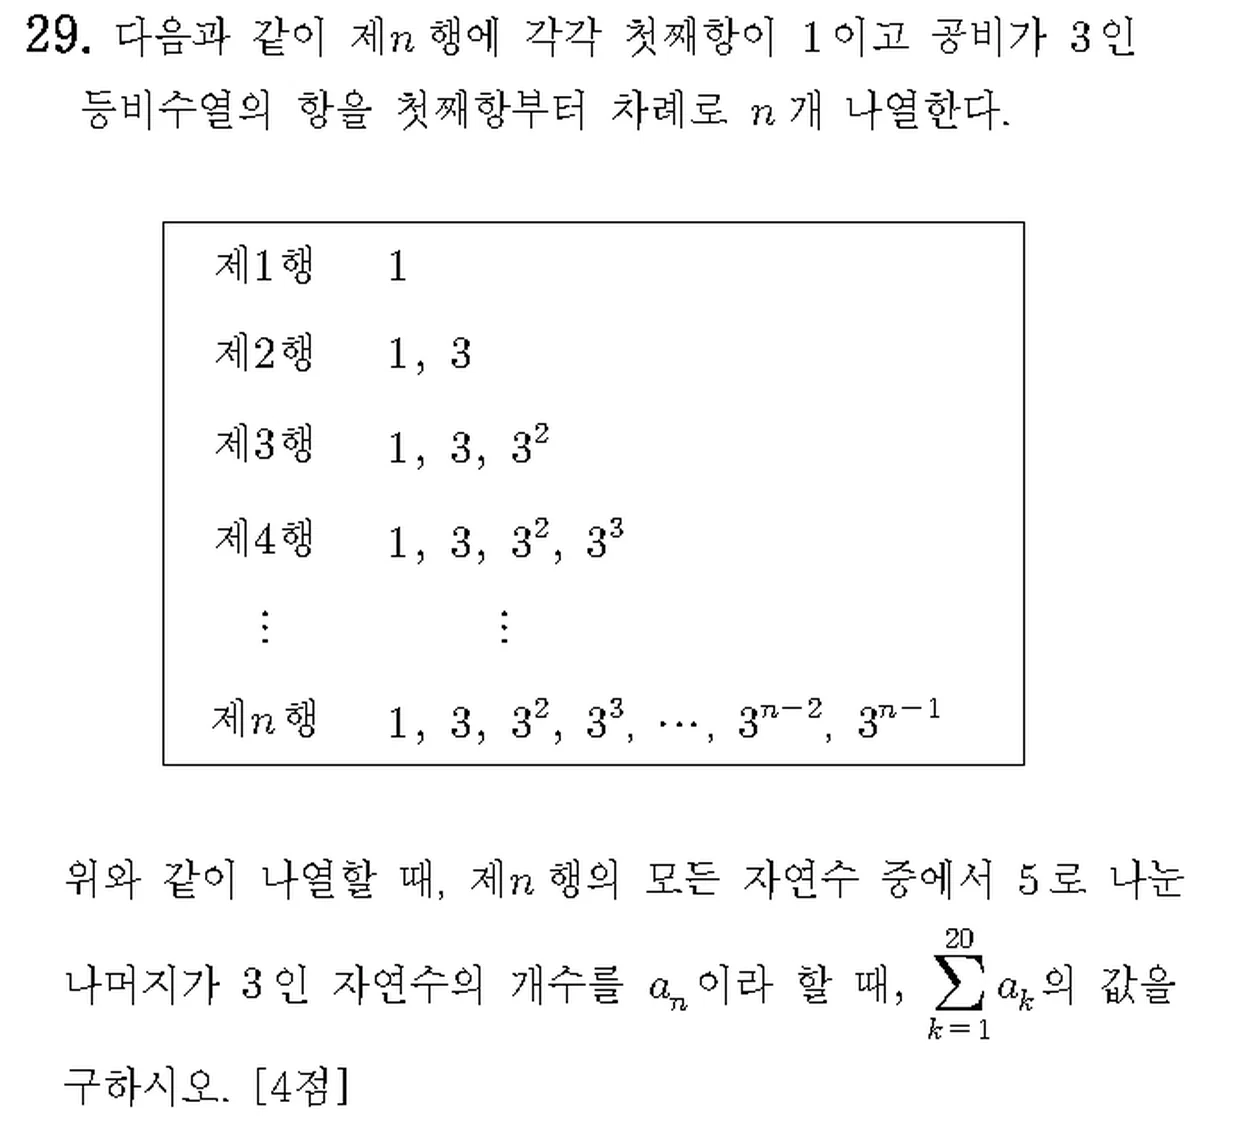 29. 다음과 같이 제n행에 각각 첫째항이 1이고 공비가 3인
등비수열의 항을 첫째항부터 차례로 n개 나열한다.
제1행 1
제2행 1, 3
제3행 1, 3, 3²
제4행 1, 3, 3², 3³
⋮ ⋮
제n행 1, 3, 3², 3³, ⋯, 3ⁿ⁻², 3ⁿ⁻¹
위와 같이 나열할 때, 제n행의 모든 자연수 중에서 5로 나눈
나머지가 3인 자연수의 개수를 aₙ이라 할 때, $\sum_{k=1}^{20} a_k$의 값을
구하시오. [4점]